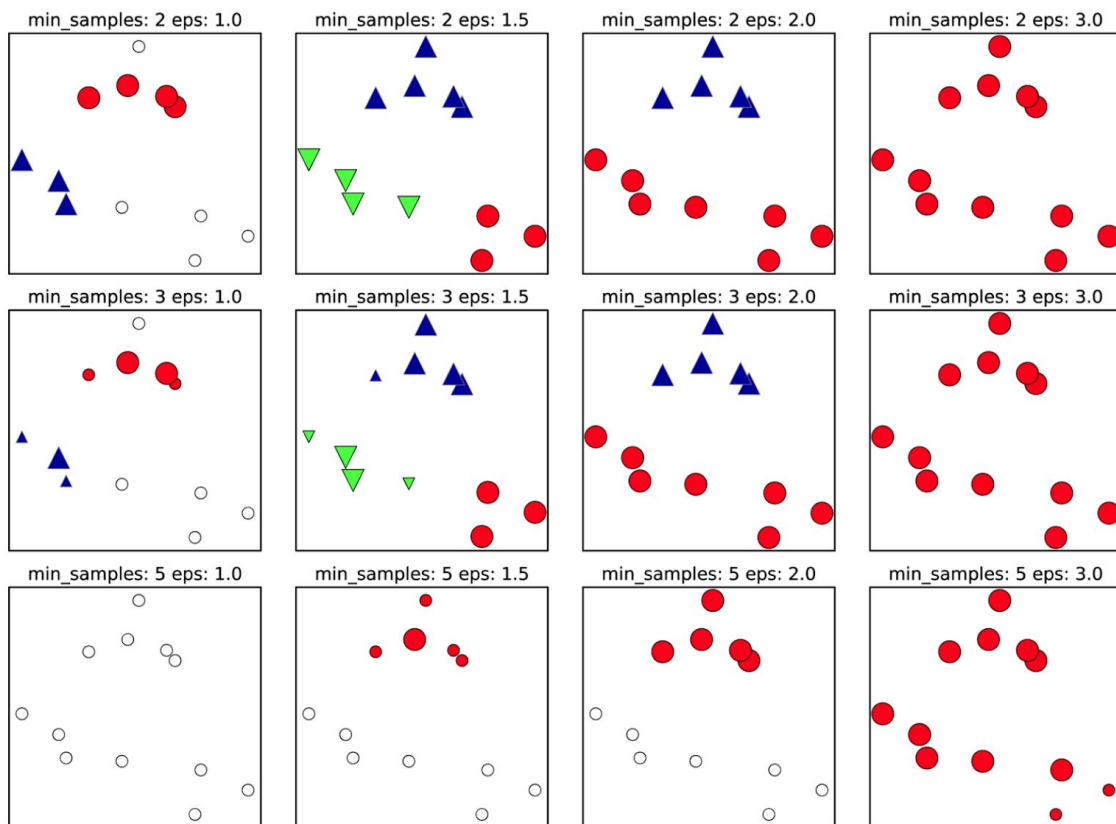 min_samples: 2 eps: 1.0
min_samples: 2 eps: 1.5
min_samples: 2 eps: 2.0
min_samples: 2 eps: 3.0
min_samples: 3 eps: 1.0
min_samples: 3 eps: 1.5
min_samples: 3 eps: 2.0
min_samples: 3 eps: 3.0
min_samples: 5 eps: 1.0
min_samples: 5 eps: 1.5
min_samples: 5 eps: 2.0
min_samples: 5 eps: 3.0